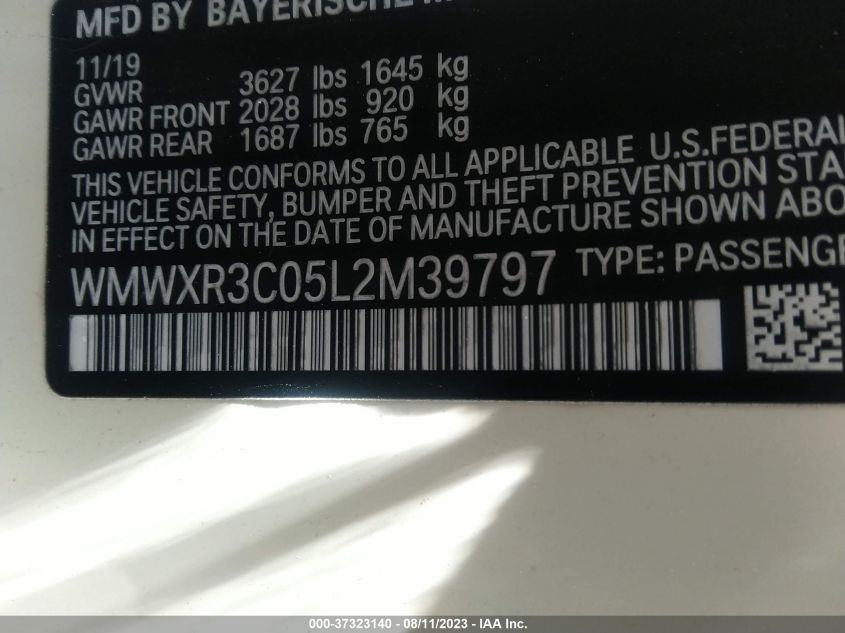 MFD BY BAYERISCHE
11/19
GVWR 3627 lbs 1645 kg
GAWR FRONT 2028 lbs 920 kg
GAWR REAR 1687 lbs 765 kg
THIS VEHICLE CONFORMS TO ALL APPLICABLE U.S.FEDERAL
VEHICLE SAFETY, BUMPER AND THEFT PREVENTION STA
IN EFFECT ON THE DATE OF MANUFACTURE SHOWN ABO
WMWXR3C05L2M39797 TYPE: PASSENGE
000-37323140 - 08/11/2023 - IAA Inc.